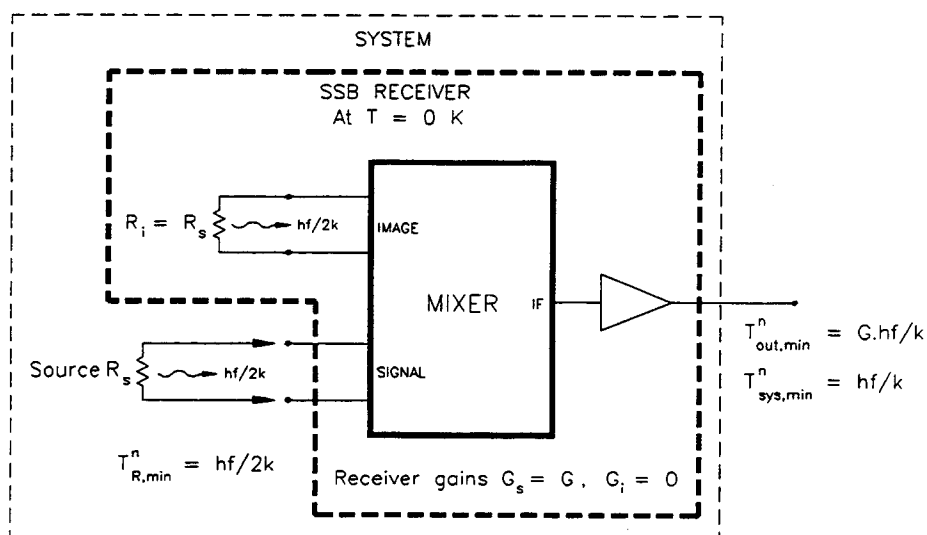 SYSTEM
SSB RECEIVER
At T = 0 K
R_i = R_s
hf/2k
IMAGE
MIXER
IF
T^n_out,min = G.hf/k
T^n_sys,min = hf/k
Source R_s
hf/2k
SIGNAL
T^n_R,min = hf/2k
Receiver gains G_s = G, G_i = 0